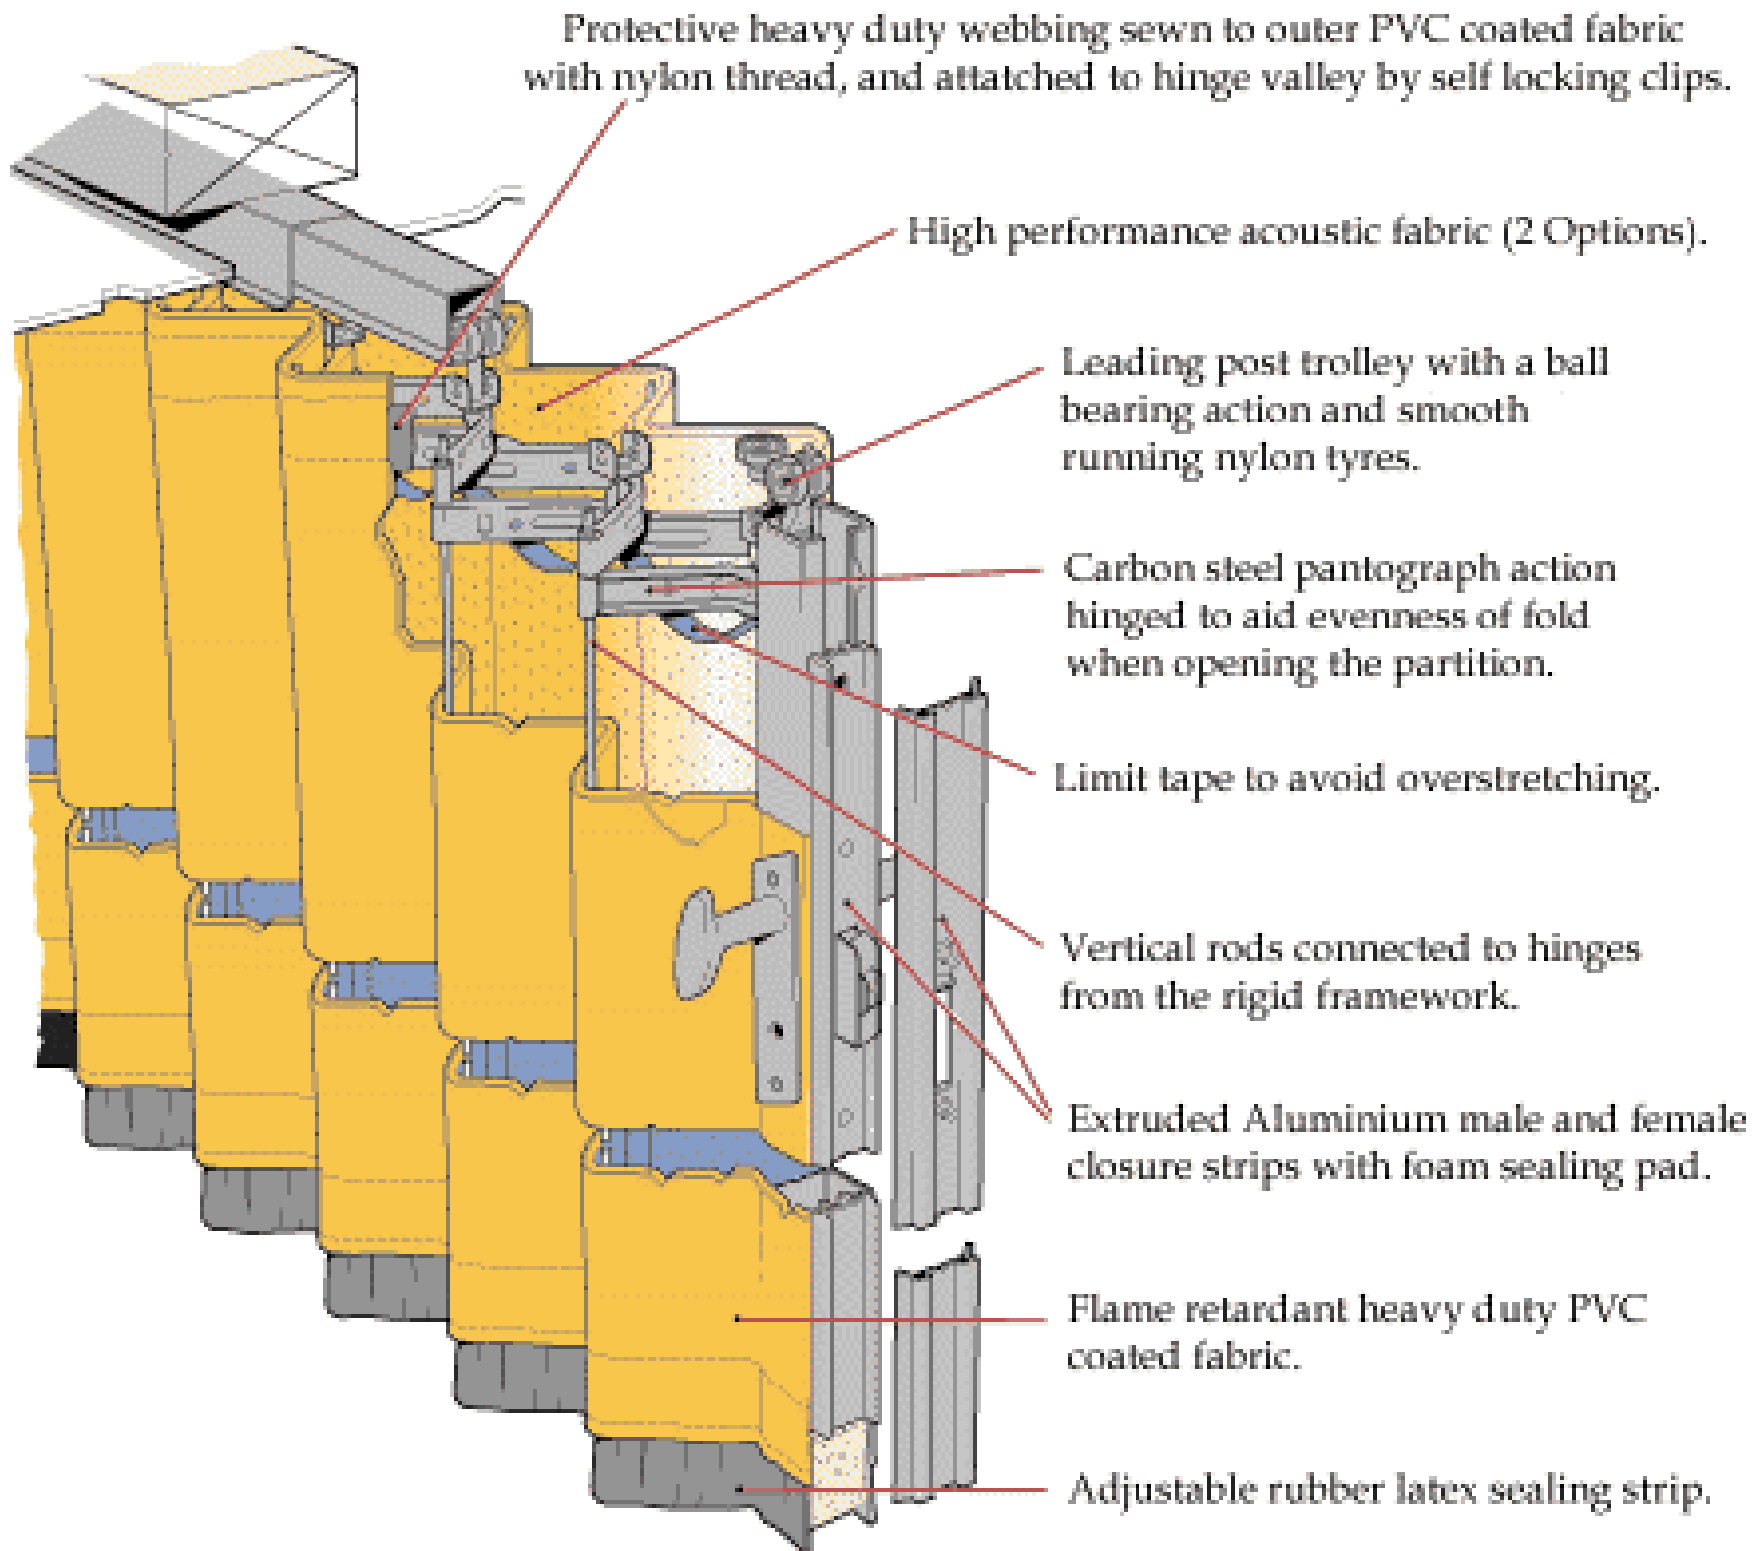 Protective heavy duty webbing sewn to outer PVC coated fabric
with nylon thread, and attatched to hinge valley by self locking clips.
High performance acoustic fabric (2 Options).
Leading post trolley with a ball
bearing action and smooth
running nylon tyres.
Carbon steel pantograph action
hinged to aid evenness of fold
when opening the partition.
Limit tape to avoid overstretching.
Vertical rods connected to hinges
from the rigid framework.
Extruded Aluminium male and female
closure strips with foam sealing pad.
Flame retardant heavy duty PVC
coated fabric.
Adjustable rubber latex sealing strip.